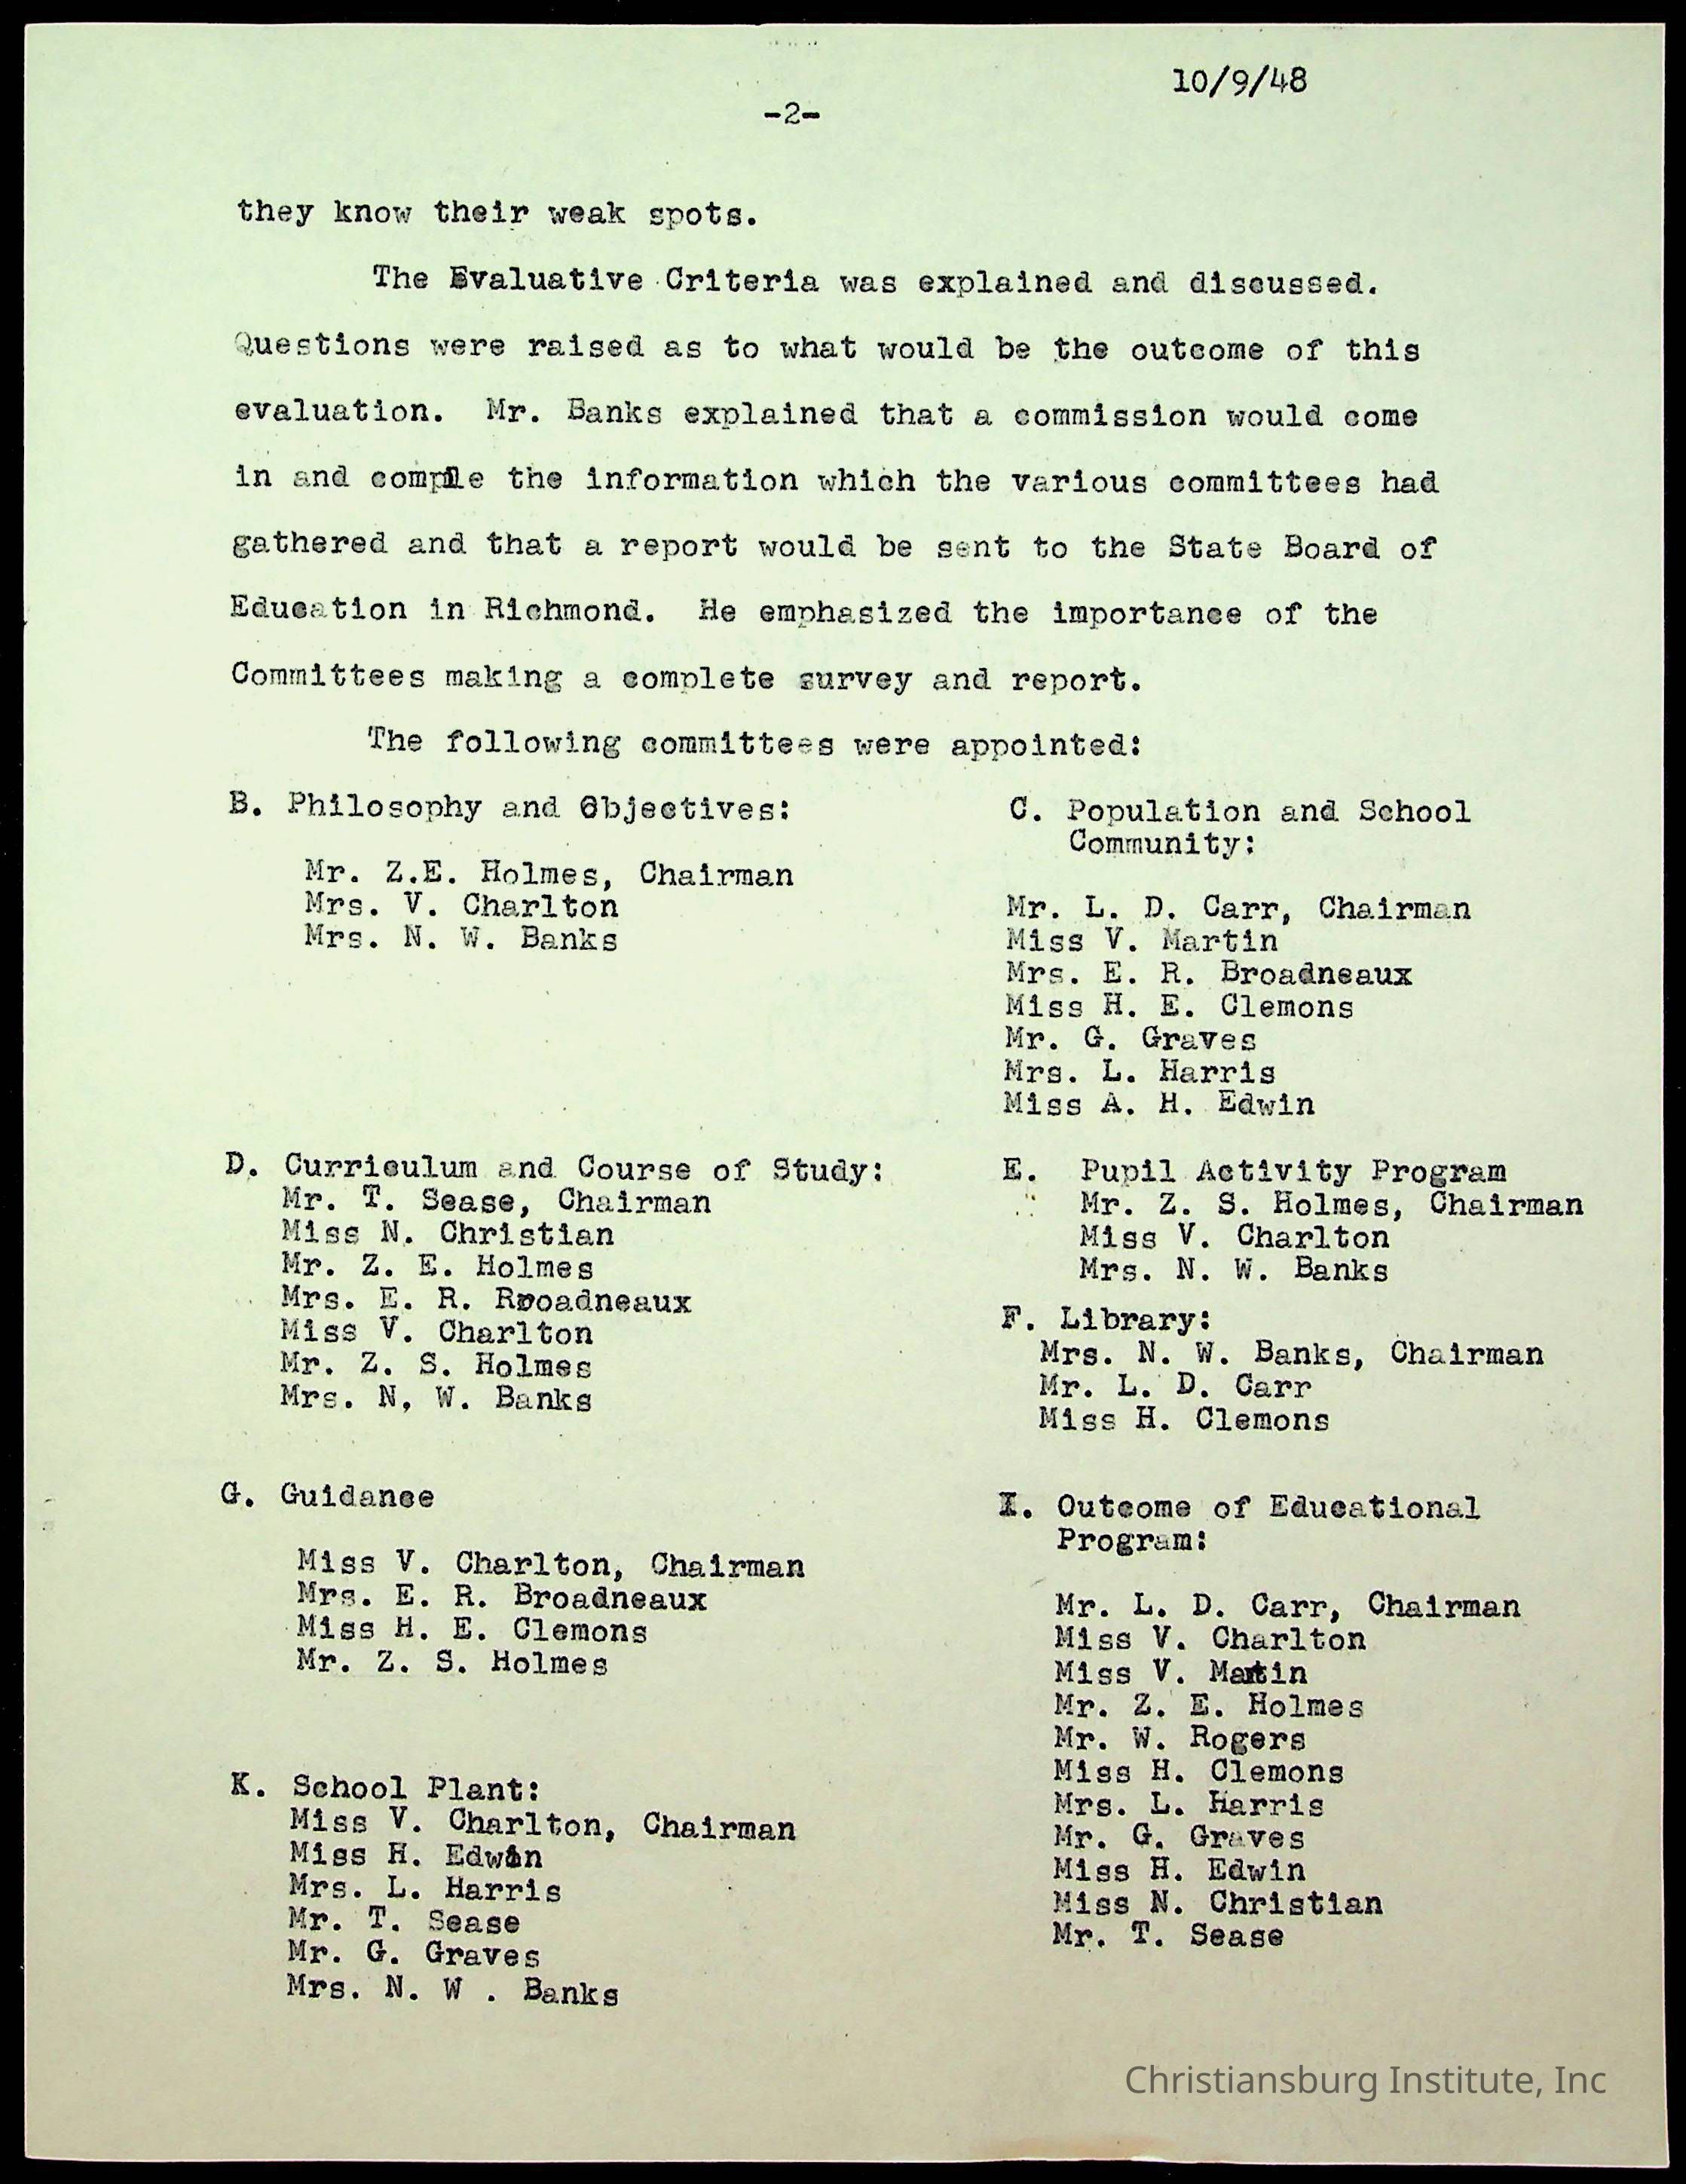 10/9/48
-2-
they know their weak spots.
The Evaluative Criteria was explained and discussed.
Questions were raised as to what would be the outcome of this
evaluation. Mr. Banks explained that a commission would come
in and compile the information which the various committees had
gathered and that a report would be sent to the State Board of
Education in Richmond. He emphasized the importance of the
Committees making a complete survey and report.
The following committees were appointed:
B. Philosophy and Objectives:
Mr. Z.E. Holmes, Chairman
Mrs. V. Charlton
Mrs. N. W. Banks
C. Population and School
Community:
Mr. L. D. Carr, Chairman
Miss V. Martin
Mrs. E. R. Broadneaux
Miss H. E. Clemons
Mr. G. Graves
Mrs. L. Harris
Miss A. H. Edwin
D. Curriculum and Course of Study:
Mr. T. Sease, Chairman
Miss N. Christian
Mr. Z. E. Holmes
Mrs. E. R. Rroadneaux
Miss V. Charlton
Mr. Z. S. Holmes
Mrs. N, W. Banks
E. Pupil Activity Program
Mr. Z. S. Holmes, Chairman
Miss V. Charlton
Mrs. N. W. Banks
F. Library:
Mrs. N. W. Banks, Chairman
Mr. L. D. Carr
Miss H. Clemons
G. Guidance
Miss V. Charlton, Chairman
Mrs. E. R. Broadneaux
Miss H. E. Clemons
Mr. Z. S. Holmes
I. Outcome of Educational
Program:
Mr. L. D. Carr, Chairman
Miss V. Charlton
Miss V. Martin
Mr. Z. E. Holmes
Mr. W. Rogers
Miss H. Clemons
Mrs. L. Harris
Mr. G. Graves
Miss H. Edwin
Miss N. Christian
Mr. T. Sease
K. School Plant:
Miss V. Charlton, Chairman
Miss H. Edwin
Mrs. L. Harris
Mr. T. Sease
Mr. G. Graves
Mrs. N. W . Banks
Christiansburg Institute, Inc